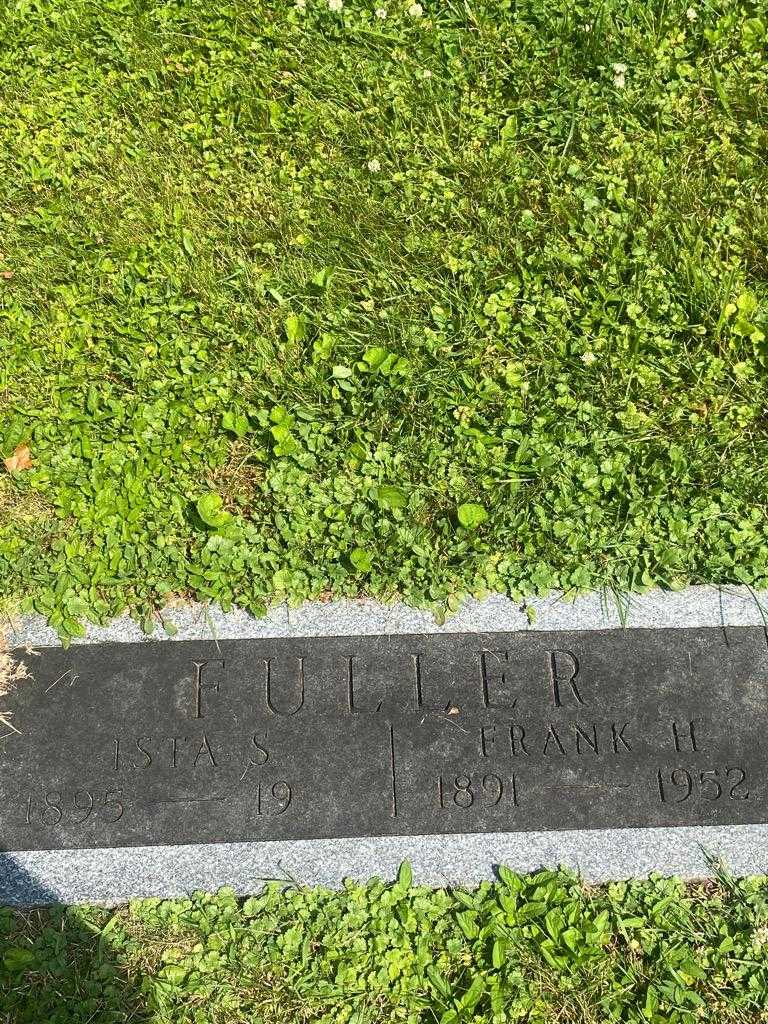 FULLER
ISTA S FRANK H
1895 — 19 1891 — 1952